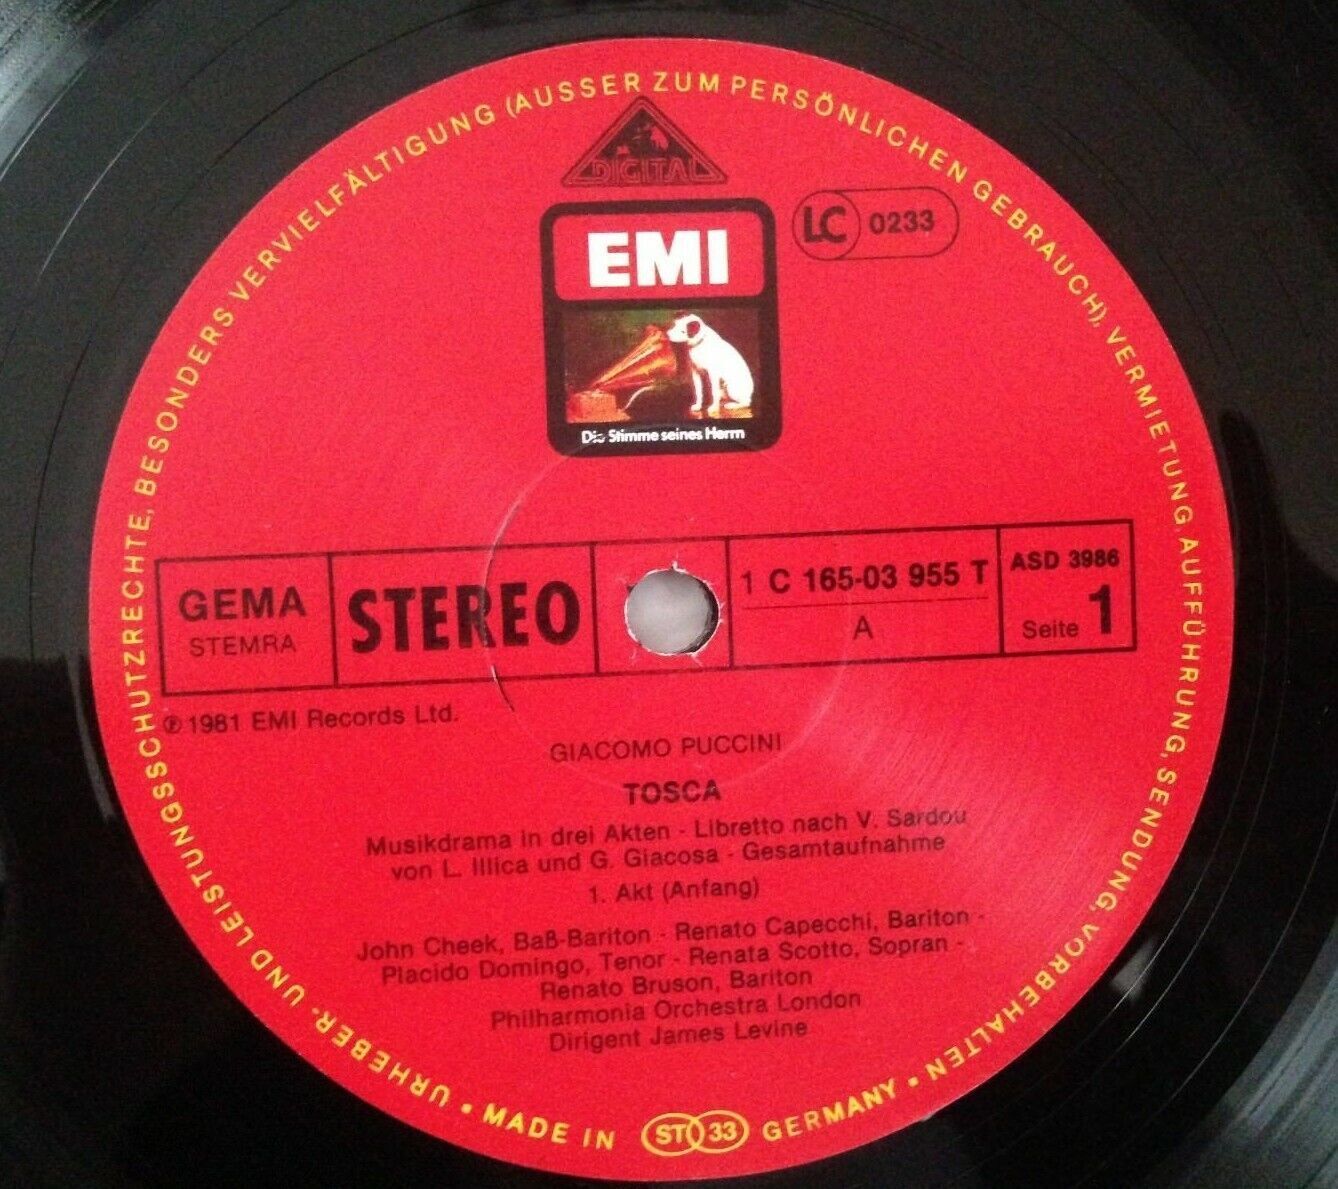 URHEBER- UND LEISTUNGSSCHUTZRECHTE, BESONDERS VERVIELFÄLTIGUNG (AUSSER ZUM PERSÖNLICHEN GEBRAUCH), VERMIETUNG AUFFÜHRUNG, SENDUNG, VORBEHALTEN •
DIGITAL
EMI
LC 0233
Die Stimme seines Herrn
GEMA
STEMRA
STEREO
1 C 165-03 955 T
A
ASD 3986
Seite 1
℗ 1981 EMI Records Ltd.
GIACOMO PUCCINI
TOSCA
Musikdrama in drei Akten - Libretto nach V. Sardou
von L. Illica und G. Giacosa - Gesamtaufnahme
1. Akt (Anfang)
John Cheek, Baß-Bariton - Renato Capecchi, Bariton -
Placido Domingo, Tenor - Renata Scotto, Sopran -
Renato Bruson, Bariton
Philharmonia Orchestra London
Dirigent James Levine
• MADE IN ST 33 GERMANY •